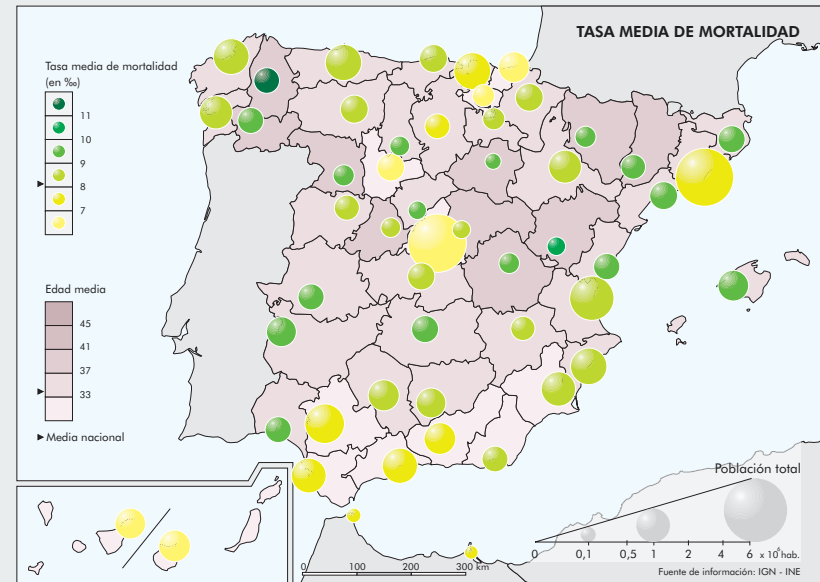 TASA MEDIA DE MORTALIDAD
Tasa media de mortalidad
(en ‰)
11
10
9
8
7
Edad media
45
41
37
33
Media nacional
Población total
0 0,1 0,5 1 2 4 6 x 10⁶ hab.
0 100 200 300 km
Fuente de información: IGN - INE